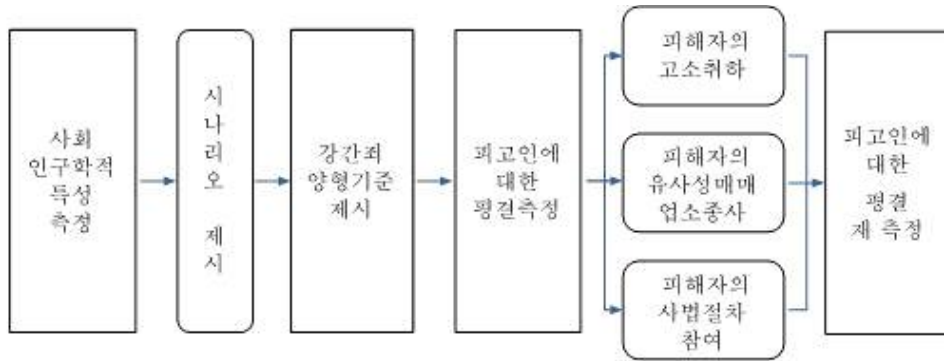 사회
인구학적
특성
측정
시
나
리
오
제
시
강간죄
양형기준
제시
피고인에
대한
평결측정
피해자의
고소취하
피해자의
유사성매매
업소종사
피해자의
사법절차
참여
피고인에
대한
평결
재 측정